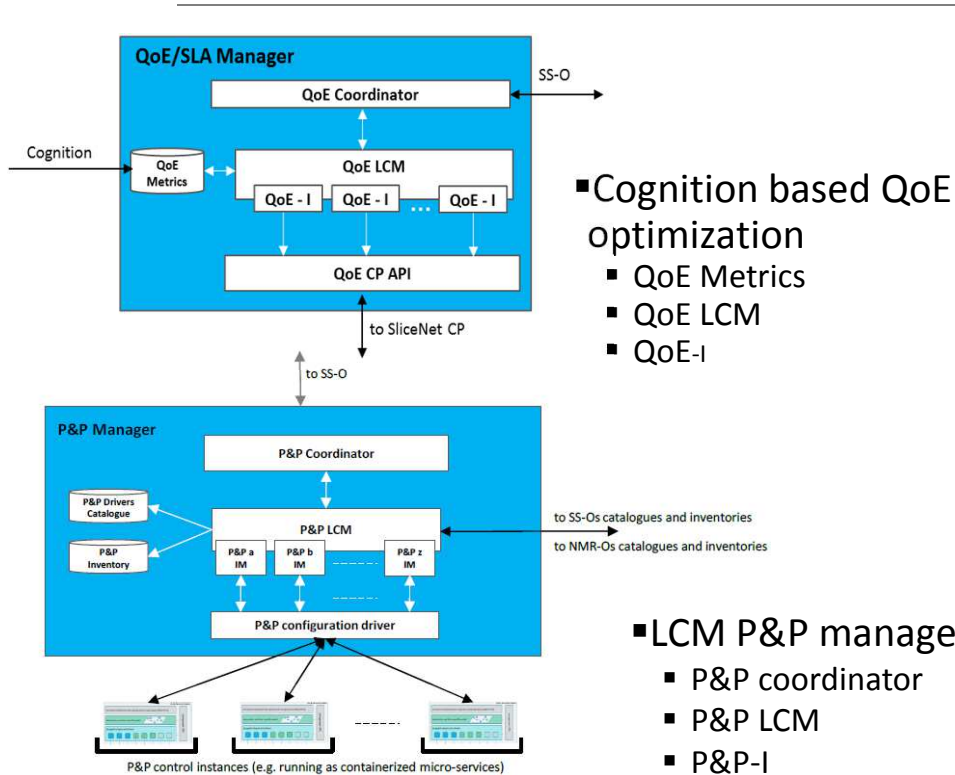 QoE/SLA Manager
SS-O
QoE Coordinator
Cognition
QoE
Metrics
QoE LCM
QoE - I QoE - I ... QoE - I
QoE CP API
to SliceNet CP
▪Cognition based QoE
optimization
▪ QoE Metrics
▪ QoE LCM
▪ QoE-I
to SS-O
P&P Manager
P&P Coordinator
P&P Drivers
Catalogue
P&P LCM
P&P
Inventory
P&P a
IM
P&P b
IM
P&P z
IM
to SS-Os catalogues and inventories
to NMR-Os catalogues and inventories
P&P configuration driver
P&P control instances (e.g. running as containerized micro-services)
▪LCM P&P manage
▪ P&P coordinator
▪ P&P LCM
▪ P&P-I